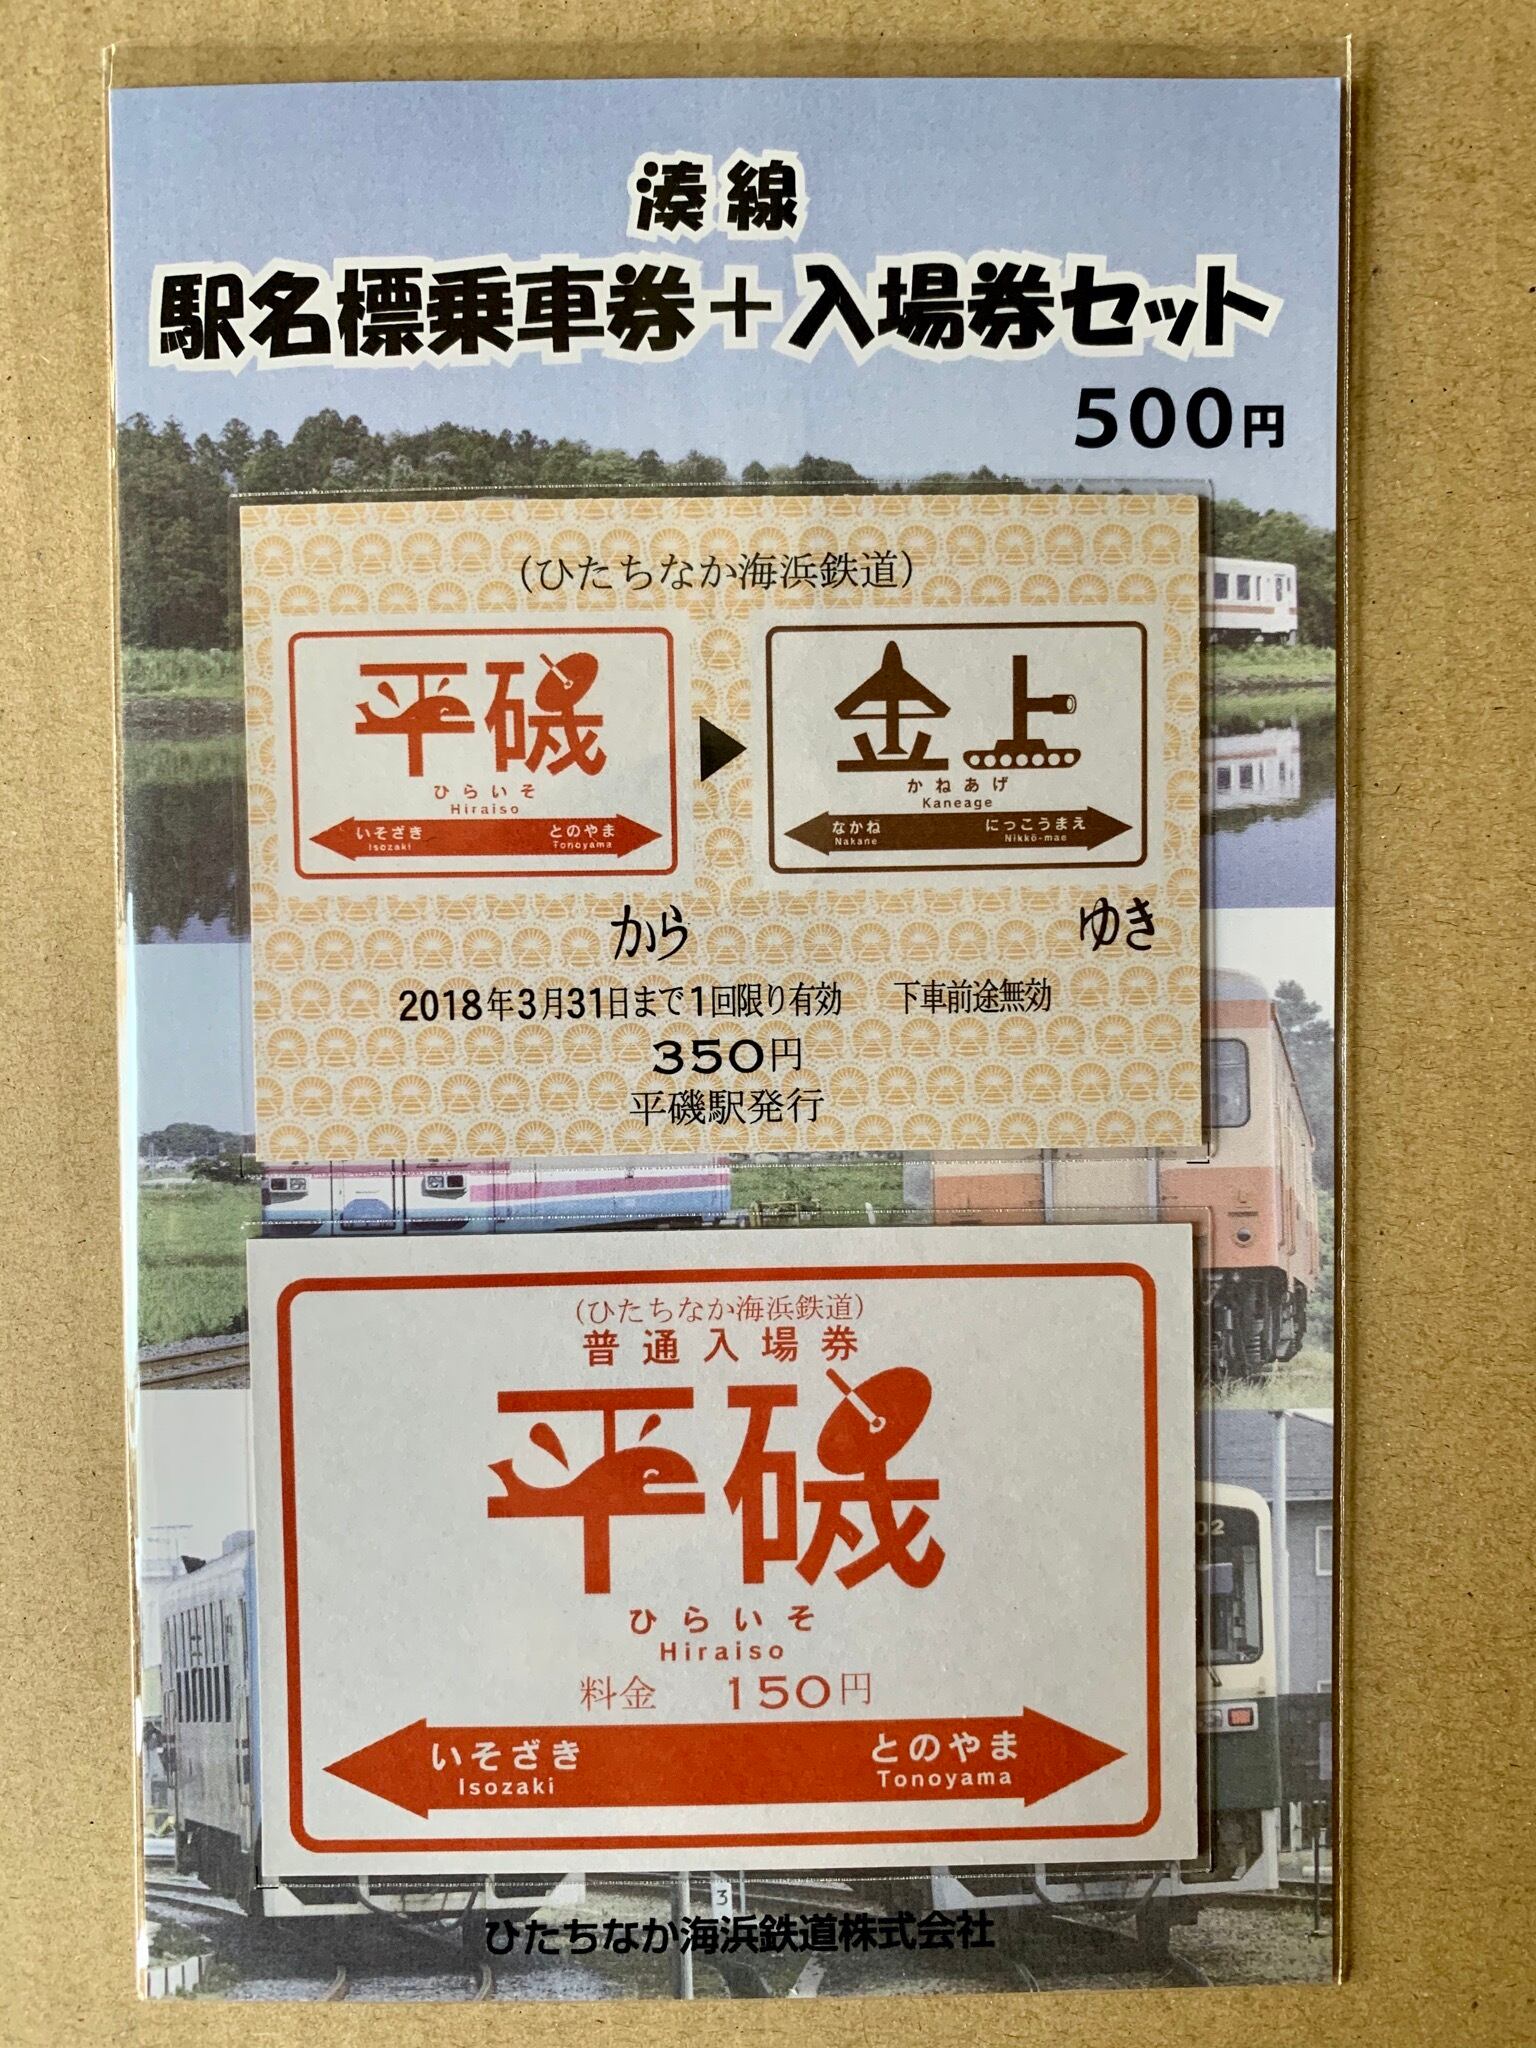 湊線
駅名標乗車券＋入場券セット
500円
（ひたちなか海浜鉄道）
平磯
ひらいそ
Hiraiso
いそざき
Isozaki
とのやま
Tonoyama
▶
金上
かねあげ
Kaneage
なかね
Nakane
にっこうまえ
Nikkō-mae
から
ゆき
2018年3月31日まで1回限り有効　下車前途無効
350円
平磯駅発行
（ひたちなか海浜鉄道）
普通入場券
平磯
ひらいそ
Hiraiso
料金　150円
いそざき
Isozaki
とのやま
Tonoyama
02
3
ひたちなか海浜鉄道株式会社